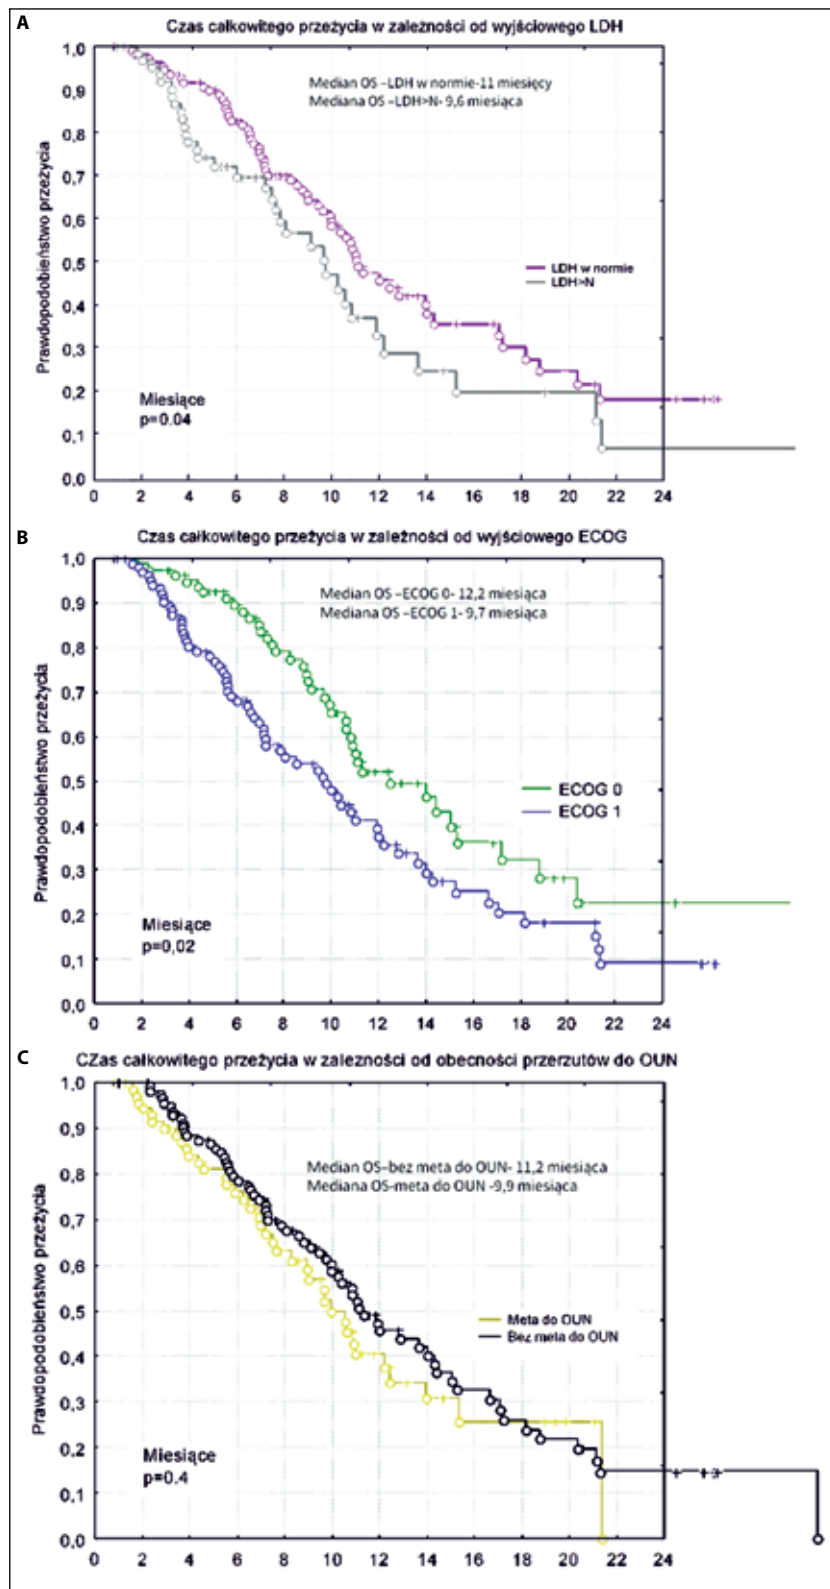 A
Czas całkowitego przeżycia w zależności od wyjściowego LDH
Median OS –LDH w normie-11 miesięcy
Mediana OS –LDH>N- 9,6 miesiąca
Prawdopodobieństwo przeżycia
1,0
0,9
0,8
0,7
0,6
0,5
0,4
0,3
0,2
0,1
0,0
LDH w normie
LDH>N
Miesiące
p=0.04
0 2 4 6 8 10 12 14 16 18 20 22 24
B
Czas całkowitego przeżycia w zależności od wyjściowego ECOG
Median OS –ECOG 0- 12,2 miesiąca
Mediana OS –ECOG 1- 9,7 miesiąca
Prawdopodobieństwo przeżycia
1,0
0,9
0,8
0,7
0,6
0,5
0,4
0,3
0,2
0,1
0,0
ECOG 0
ECOG 1
Miesiące
p=0,02
0 2 4 6 8 10 12 14 16 18 20 22 24
C
CZas całkowitego przeżycia w zalezności od obecności przerzutów do OUN
Median OS–bez meta do OUN- 11,2 miesiąca
Mediana OS-meta do OUN -9,9 miesiąca
Prawdopodobieństwo przeżycia
1,0
0,9
0,8
0,7
0,6
0,5
0,4
0,3
0,2
0,1
0,0
Meta do OUN
Bez meta do OUN
Miesiące
p=0.4
0 2 4 6 8 10 12 14 16 18 20 22 24